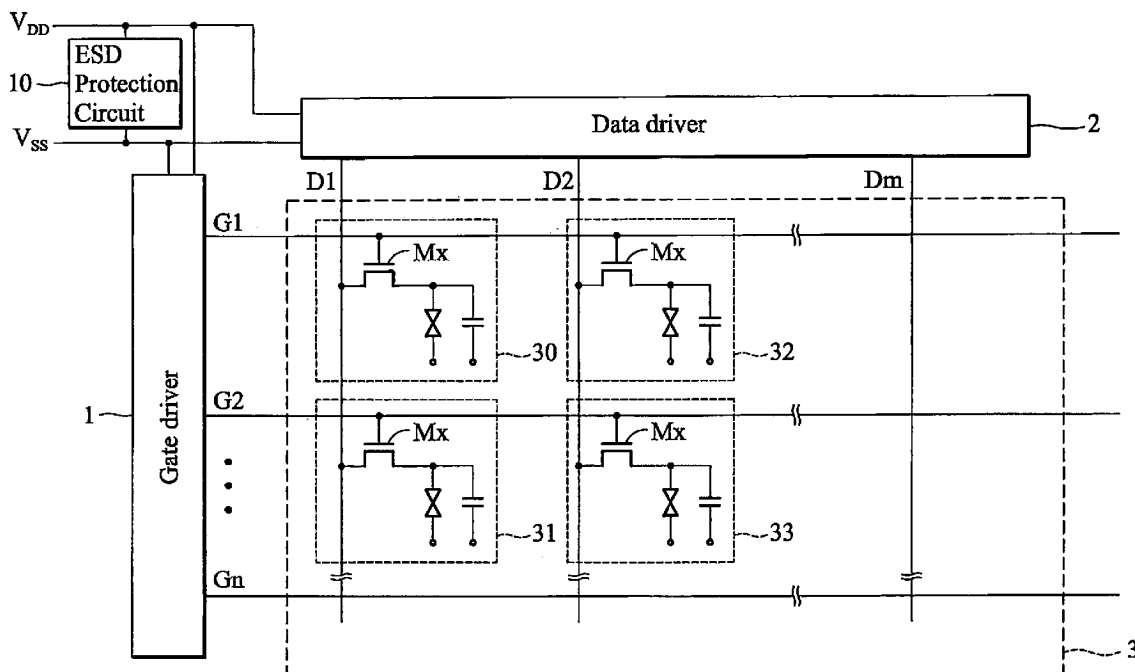 V_DD
ESD
Protection
Circuit
10
V_SS
Data driver
2
D1
D2
Dm
G1
Mx
Mx
30
32
G2
Mx
Mx
1
Gate driver
31
33
Gn
3